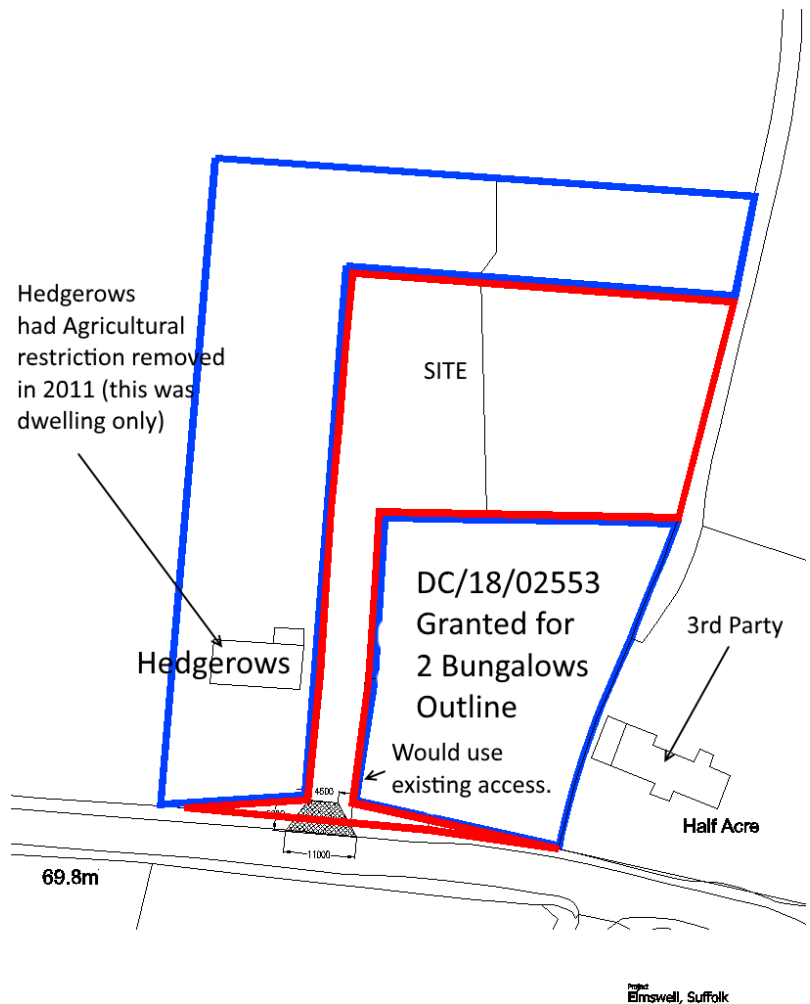 Hedgerows
had Agricultural
restriction removed
in 2011 (this was
dwelling only)
SITE
DC/18/02553
Granted for
2 Bungalows
Outline
3rd Party
Hedgerows
Would use
existing access.
4500
11000
Half Acre
69.8m
Project
Elmswell, Suffolk